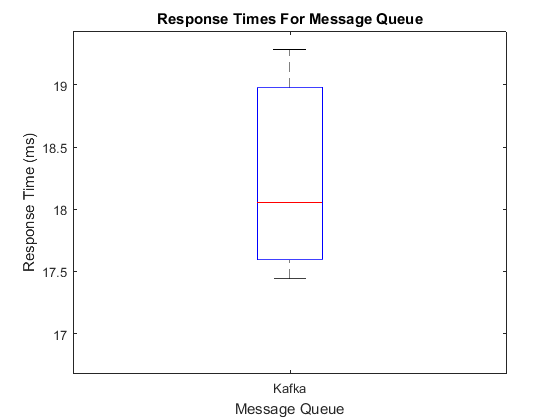 Response Times For Message Queue
Response Time (ms)
19
18.5
18
17.5
17
Kafka
Message Queue